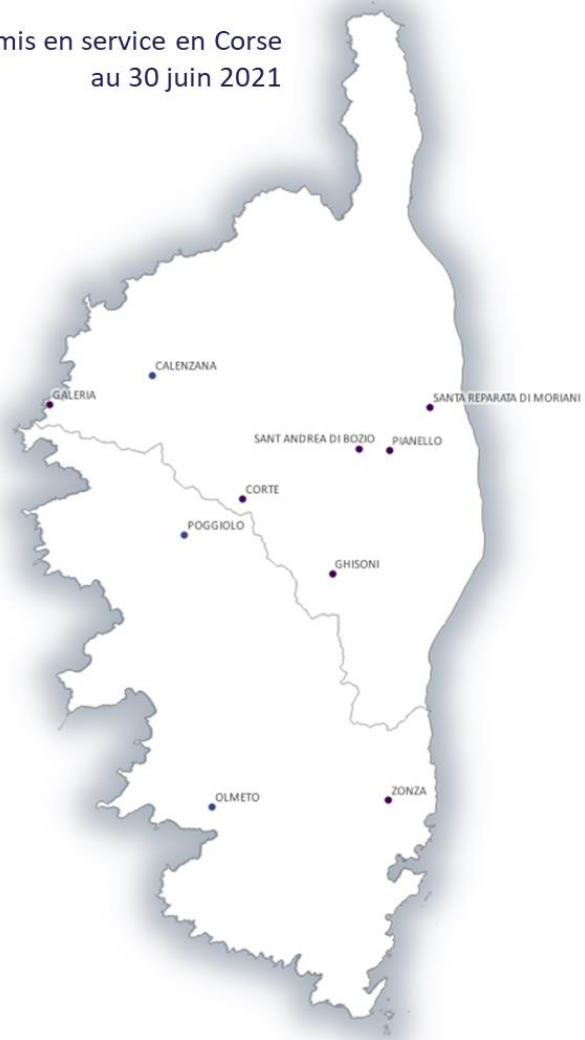 mis en service en Corse
au 30 juin 2021
CALENZANA
GALERIA
SANTA REPARATA DI MORIANI
SANT ANDREA DI BOZIO
PIANELLO
CORTE
POGGIOLO
GHISONI
ZONZA
OLMETO